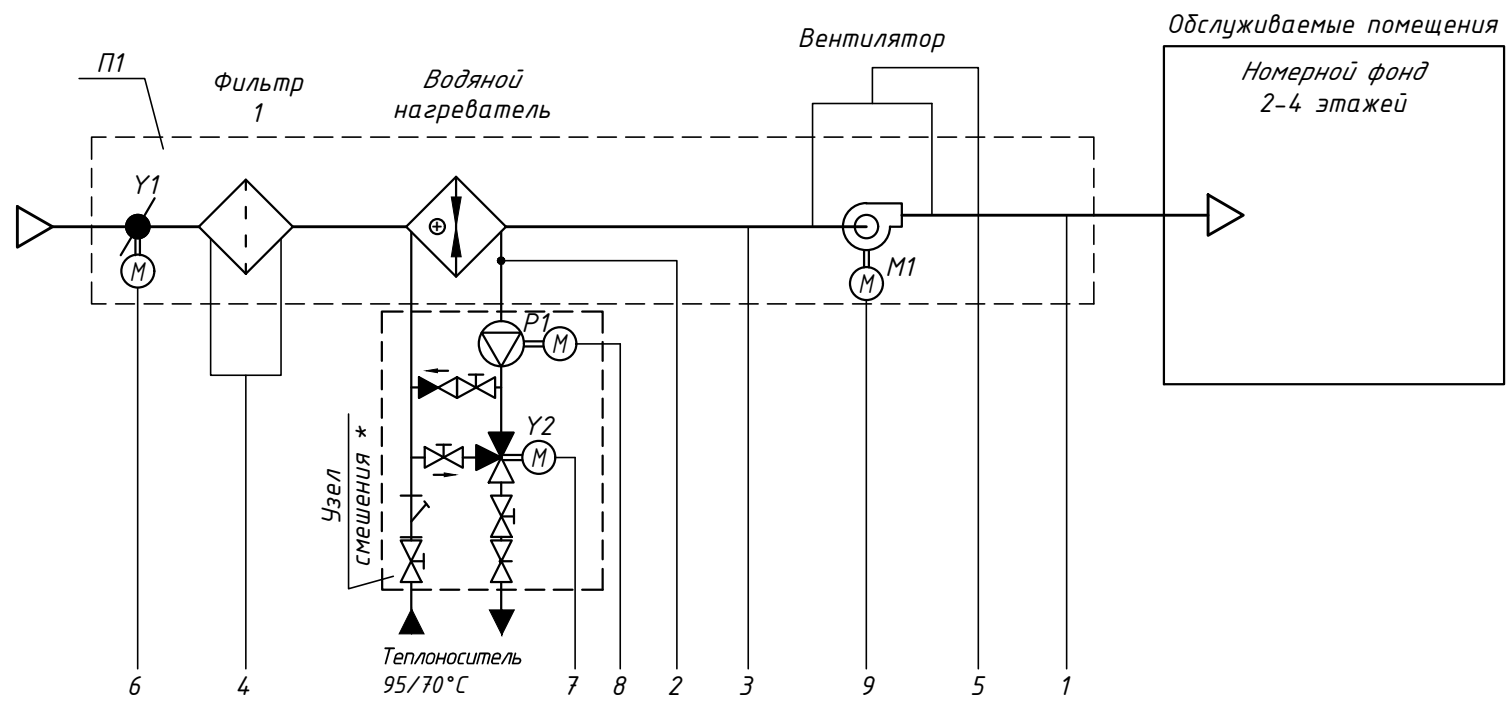 Обслуживаемые помещения
Вентилятор
П1
Фильтр
1
Водяной
нагреватель
Номерной фонд
2-4 этажей
Y1
M
M1
M
P1
M
Y2
M
Узел
смешения *
Теплоноситель
95/70°C
6
4
7
8
2
3
9
5
1